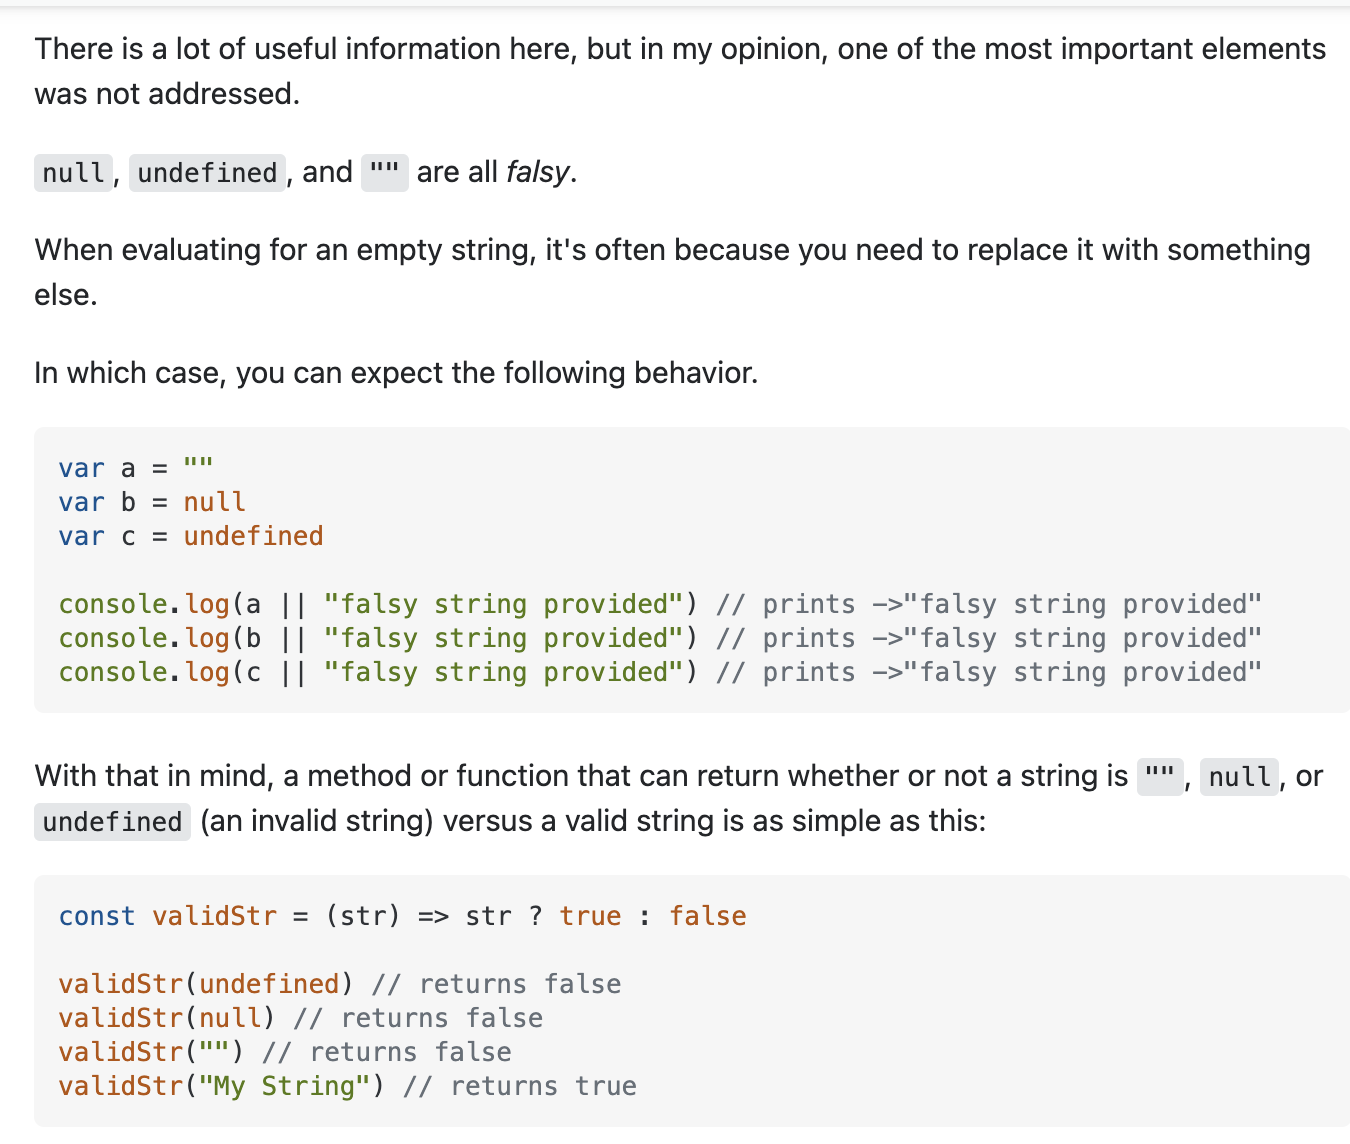 There is a lot of useful information here, but in my opinion, one of the most important elements
was not addressed.
null, undefined, and "" are all falsy.
When evaluating for an empty string, it's often because you need to replace it with something
else.
In which case, you can expect the following behavior.
var a = ""
var b = null
var c = undefined
console.log(a || "falsy string provided") // prints ->"falsy string provided"
console.log(b || "falsy string provided") // prints ->"falsy string provided"
console.log(c || "falsy string provided") // prints ->"falsy string provided"
With that in mind, a method or function that can return whether or not a string is "", null, or
undefined (an invalid string) versus a valid string is as simple as this:
const validStr = (str) => str ? true : false
validStr(undefined) // returns false
validStr(null) // returns false
validStr("") // returns false
validStr("My String") // returns true